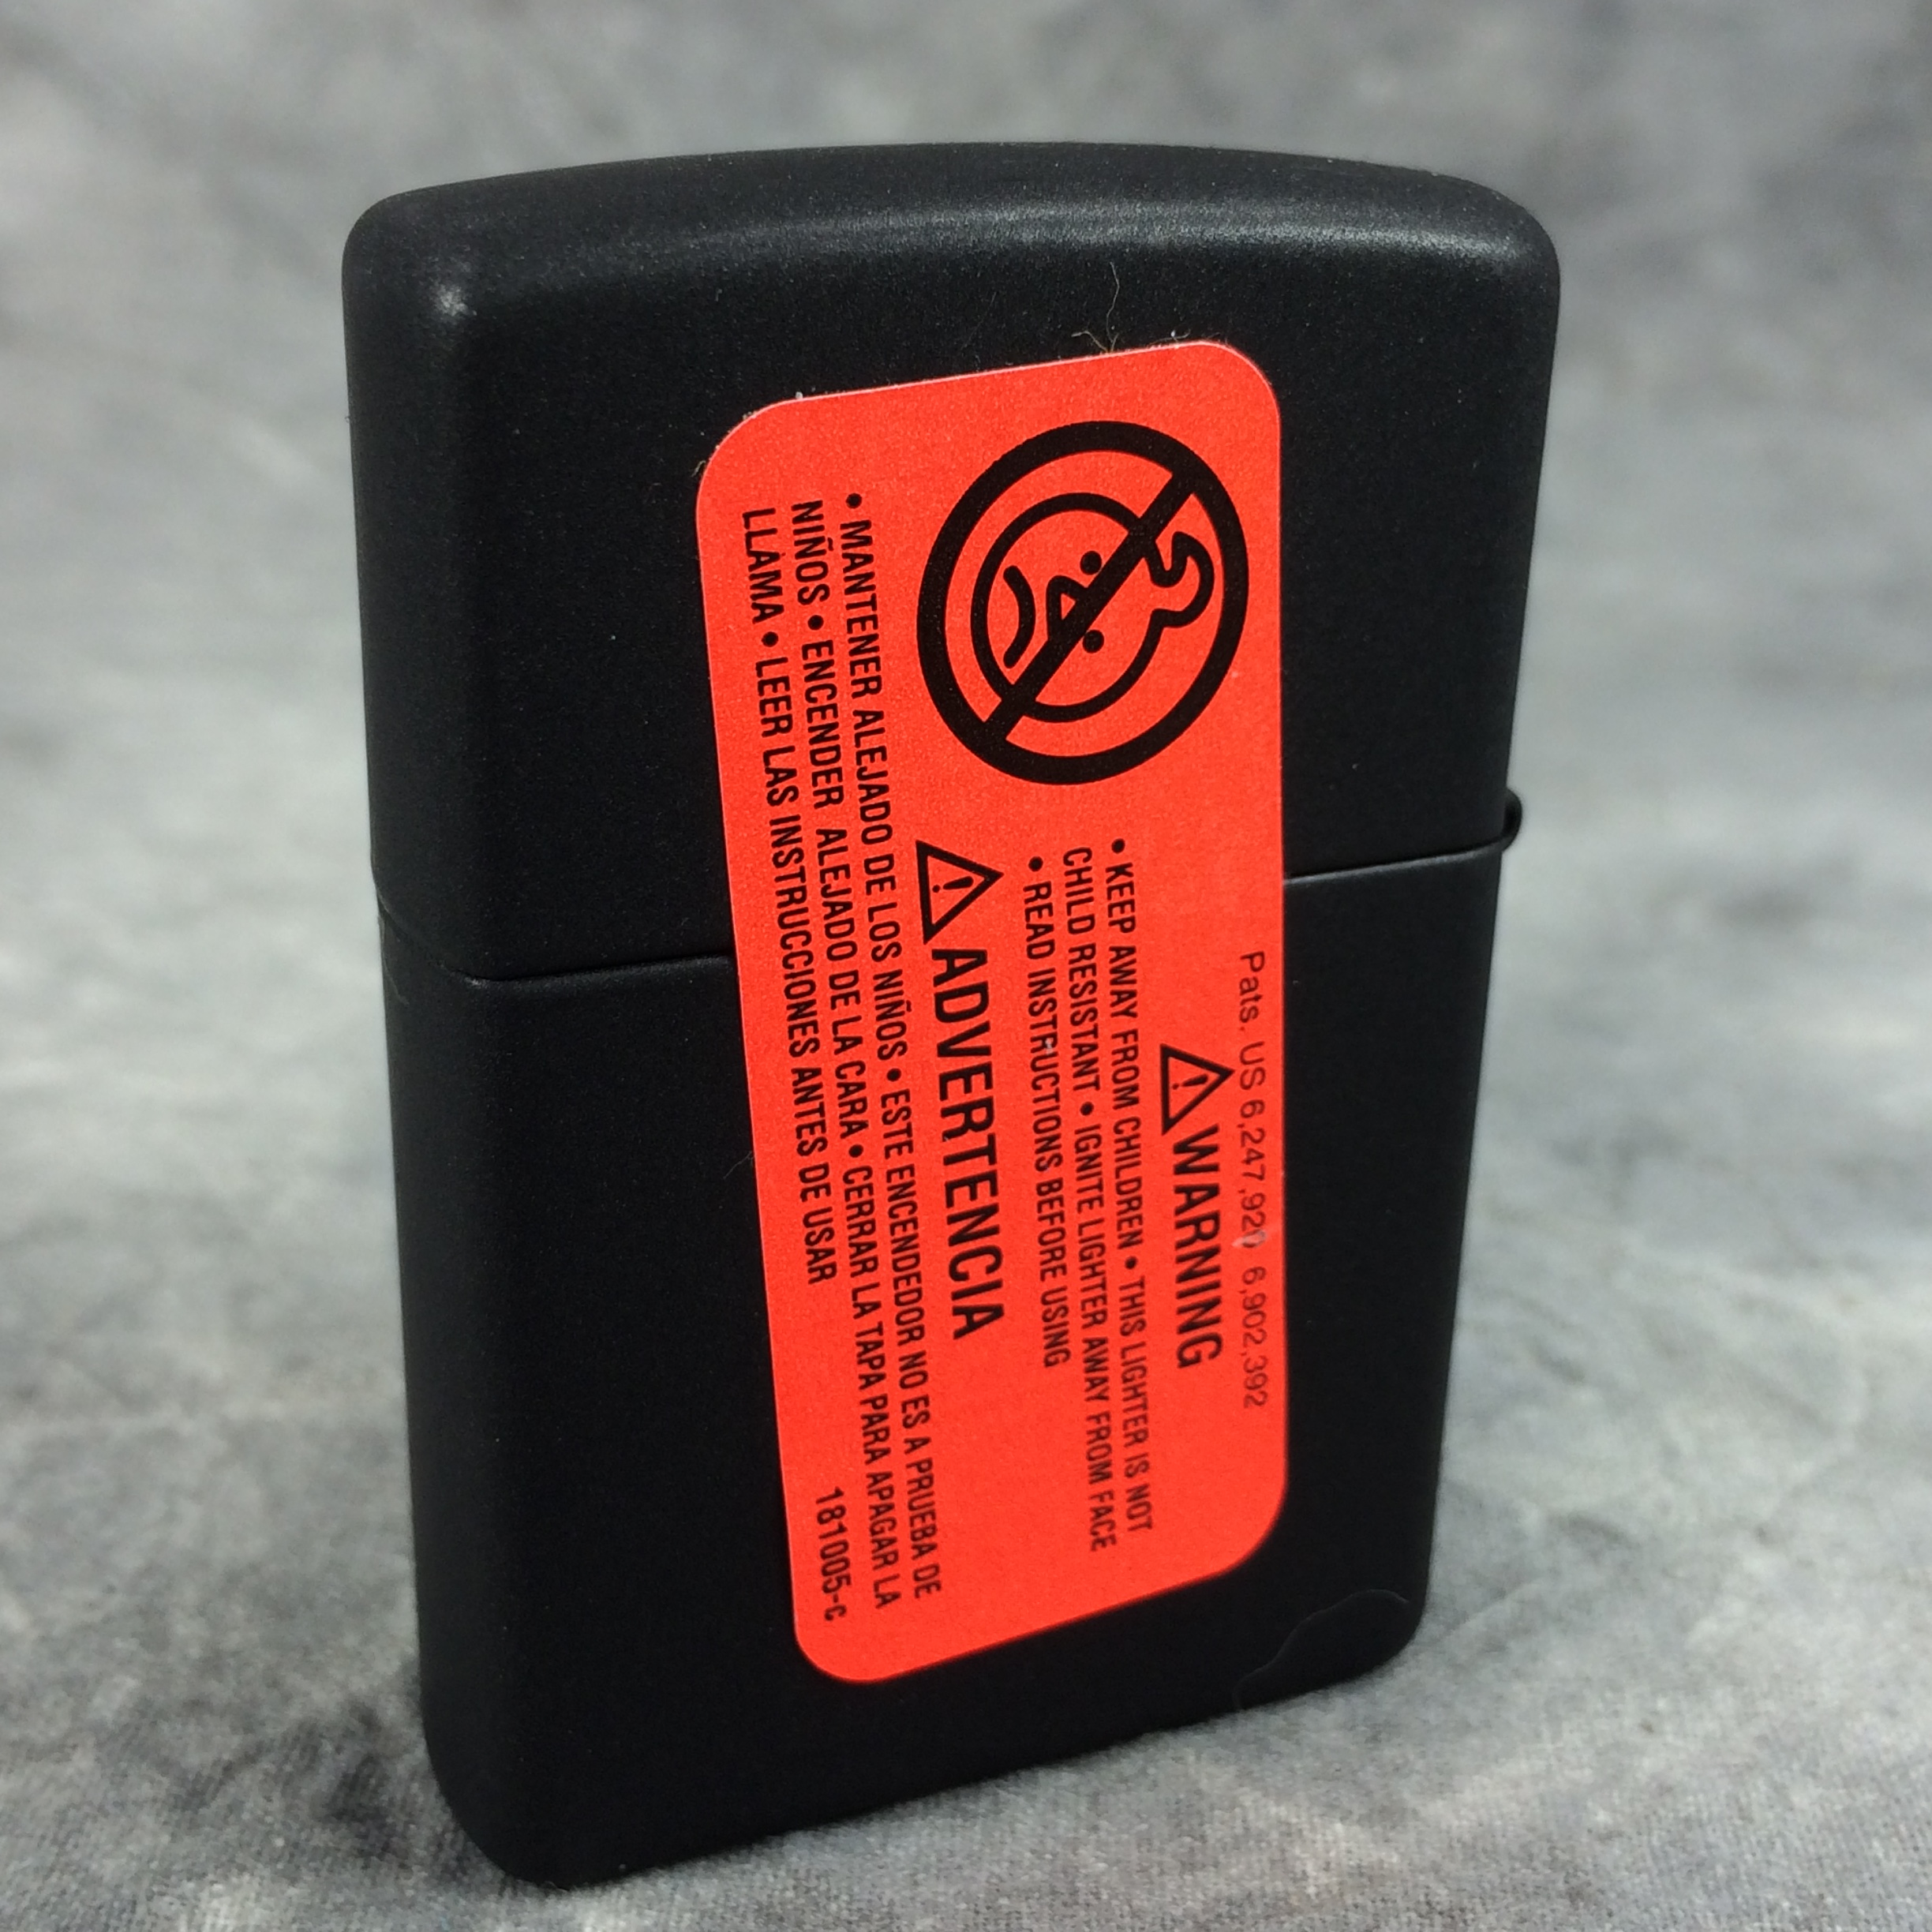 Pats. US 6,247,920 6,902,392
WARNING
• KEEP AWAY FROM CHILDREN • THIS LIGHTER IS NOT
CHILD RESISTANT • IGNITE LIGHTER AWAY FROM FACE
• READ INSTRUCTIONS BEFORE USING
ADVERTENCIA
• MANTENER ALEJADO DE LOS NIÑOS • ESTE ENCENDEDOR NO ES A PRUEBA DE
NIÑOS • ENCENDER ALEJADO DE LA CARA • CERRAR LA TAPA PARA APAGAR LA
LLAMA • LEER LAS INSTRUCCIONES ANTES DE USAR
181005-c